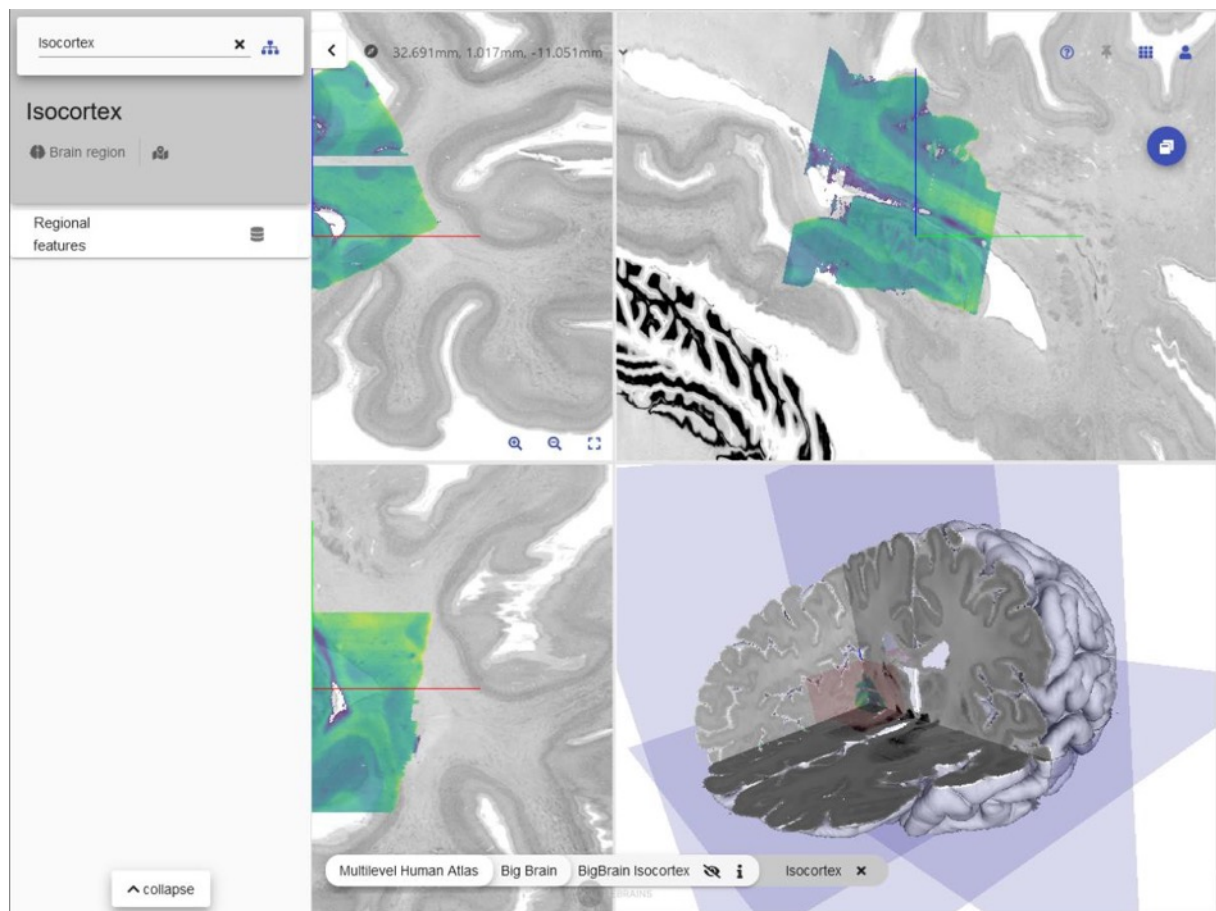 Isocortex
32.691mm, 1.017mm, -11.051mm
Isocortex
Brain region
Regional
features
Multilevel Human Atlas
Big Brain
BigBrain Isocortex
Isocortex
collapse